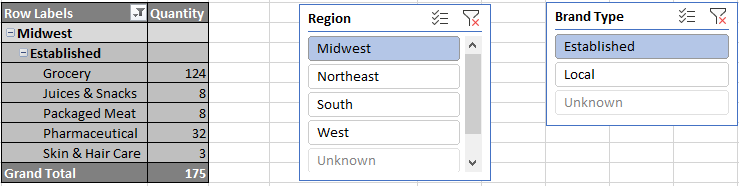 Row Labels Quantity
Midwest
Established
Grocery 124
Juices & Snacks 8
Packaged Meat 8
Pharmaceutical 32
Skin & Hair Care 3
Grand Total 175
Region
Midwest
Northeast
South
West
Unknown
Brand Type
Established
Local
Unknown